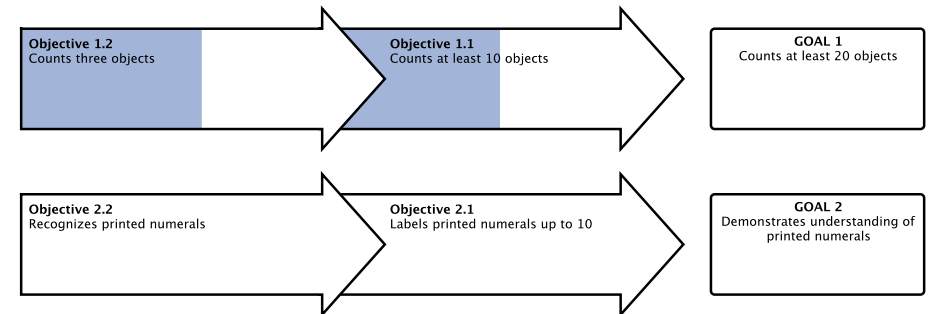 Objective 1.2
Counts three objects
Objective 1.1
Counts at least 10 objects
GOAL 1
Counts at least 20 objects
Objective 2.2
Recognizes printed numerals
Objective 2.1
Labels printed numerals up to 10
GOAL 2
Demonstrates understanding of
printed numerals